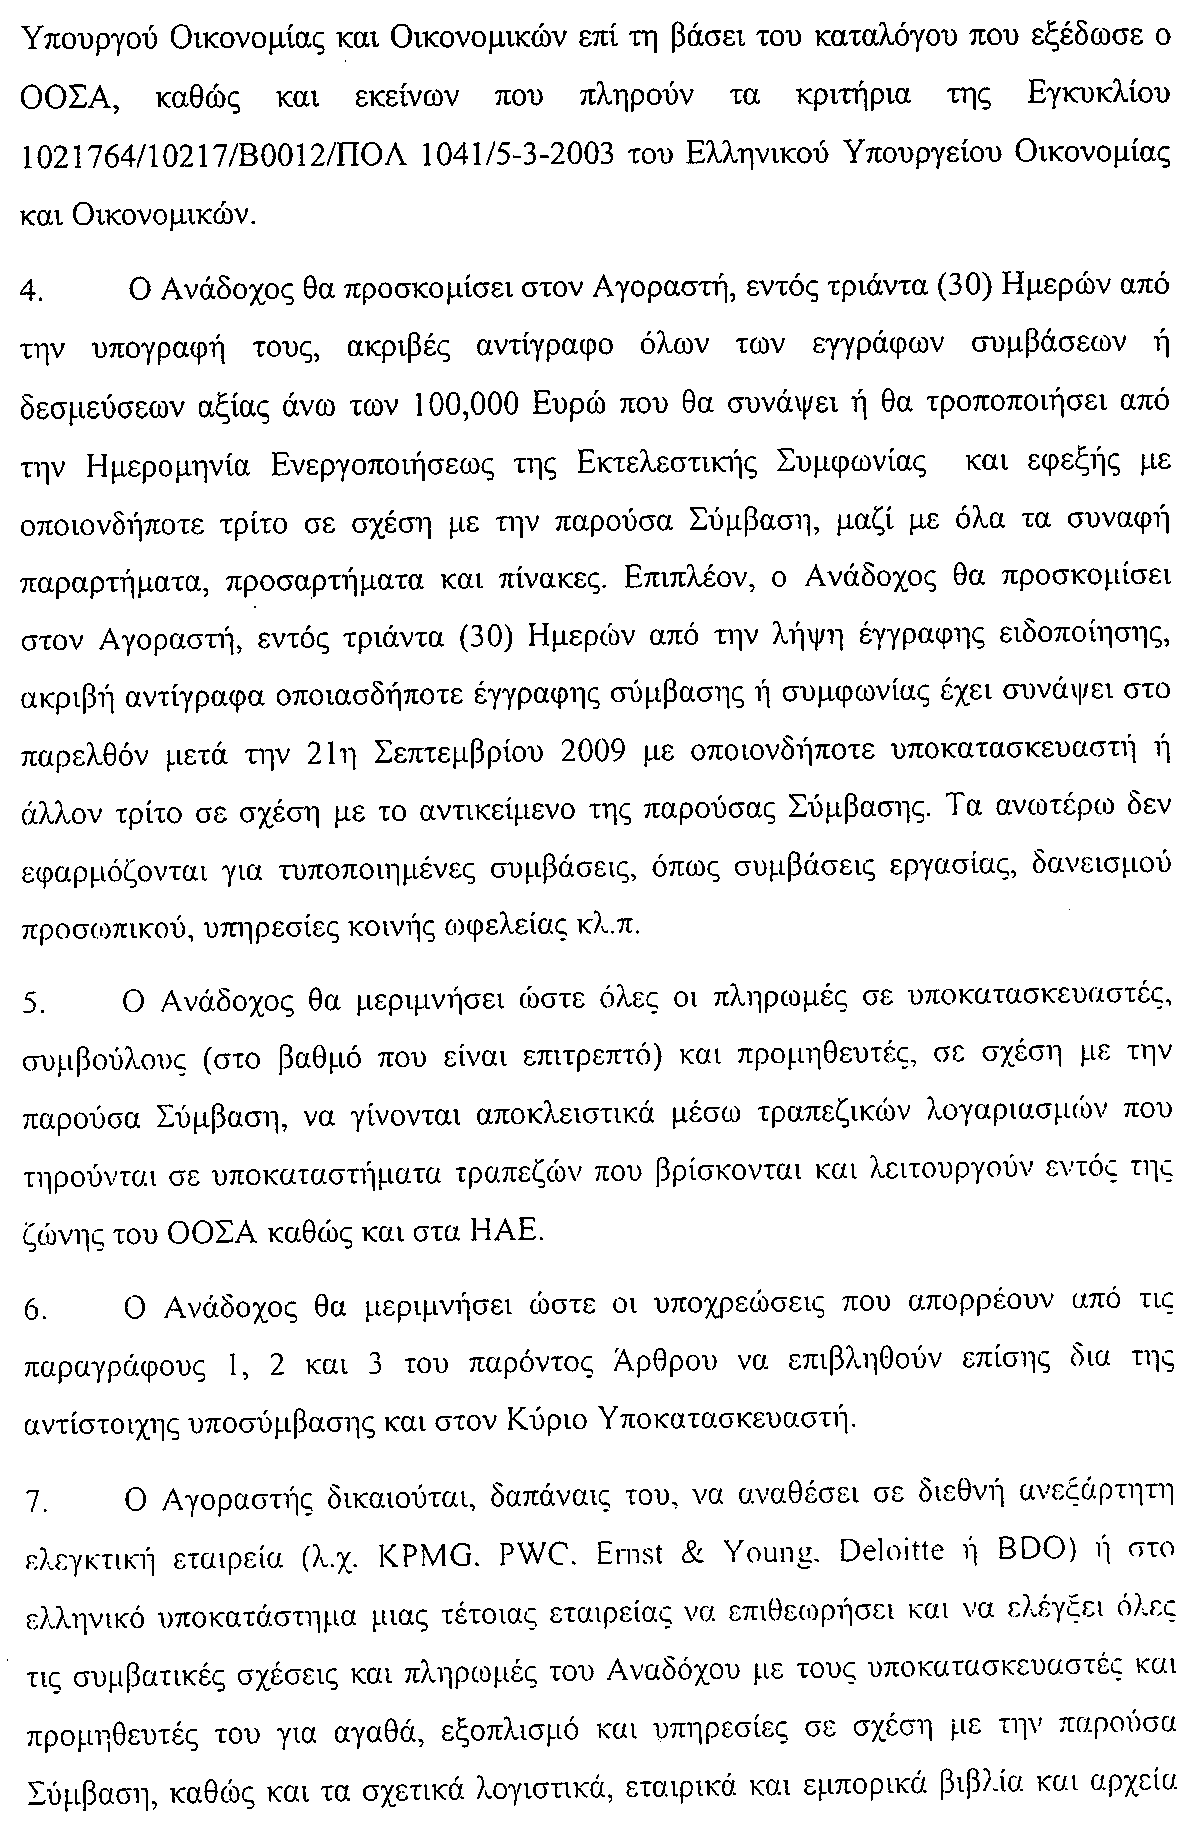 Υπουργού Οικονομίας και Οικονομικών επί τη βάσει του καταλόγου που εξέδωσε ο
ΟΟΣΑ, καθώς και εκείνων που πληρούν τα κριτήρια της Εγκυκλίου
1021764/10217/Β0012/ΠΟΛ 1041/5-3-2003 του Ελληνικού Υπουργείου Οικονομίας
και Οικονομικών.
4. Ο Ανάδοχος θα προσκομίσει στον Αγοραστή, εντός τριάντα (30) Ημερών από
την υπογραφή τους, ακριβές αντίγραφο όλων των εγγράφων συμβάσεων ή
δεσμεύσεων αξίας άνω των 100,000 Ευρώ που θα συνάψει ή θα τροποποιήσει από
την Ημερομηνία Ενεργοποιήσεως της Εκτελεστικής Συμφωνίας και εφεξής με
οποιονδήποτε τρίτο σε σχέση με την παρούσα Σύμβαση, μαζί με όλα τα συναφή
παραρτήματα, προσαρτήματα και πίνακες. Επιπλέον, ο Ανάδοχος θα προσκομίσει
στον Αγοραστή, εντός τριάντα (30) Ημερών από την λήψη έγγραφης ειδοποίησης,
ακριβή αντίγραφα οποιασδήποτε έγγραφης σύμβασης ή συμφωνίας έχει συνάψει στο
παρελθόν μετά την 21η Σεπτεμβρίου 2009 με οποιονδήποτε υποκατασκευαστή ή
άλλον τρίτο σε σχέση με το αντικείμενο της παρούσας Σύμβασης. Τα ανωτέρω δεν
εφαρμόζονται για τυποποιημένες συμβάσεις, όπως συμβάσεις εργασίας, δανεισμού
προσωπικού, υπηρεσίες κοινής ωφελείας κλ.π.
5. Ο Ανάδοχος θα μεριμνήσει ώστε όλες οι πληρωμές σε υποκατασκευαστές,
συμβούλους (στο βαθμό που είναι επιτρεπτό) και προμηθευτές, σε σχέση με την
παρούσα Σύμβαση, να γίνονται αποκλειστικά μέσω τραπεζικών λογαριασμών που
τηρούνται σε υποκαταστήματα τραπεζών που βρίσκονται και λειτουργούν εντός της
ζώνης του ΟΟΣΑ καθώς και στα ΗΑΕ.
6. Ο Ανάδοχος θα μεριμνήσει ώστε οι υποχρεώσεις που απορρέουν από τις
παραγράφους 1, 2 και 3 του παρόντος Άρθρου να επιβληθούν επίσης δια της
αντίστοιχης υποσύμβασης και στον Κύριο Υποκατασκευαστή.
7. Ο Αγοραστής δικαιούται, δαπάναις του, να αναθέσει σε διεθνή ανεξάρτητη
ελεγκτική εταιρεία (λ.χ. KPMG. PWC. Ernst & Young, Deloitte ή BDO) ή στο
ελληνικό υποκατάστημα μιας τέτοιας εταιρείας να επιθεωρήσει και να ελέγξει όλες
τις συμβατικές σχέσεις και πληρωμές του Αναδόχου με τους υποκατασκευαστές και
προμηθευτές του για αγαθά, εξοπλισμό και υπηρεσίες σε σχέση με την παρούσα
Σύμβαση, καθώς και τα σχετικά λογιστικά, εταιρικά και εμπορικά βιβλία και αρχεία